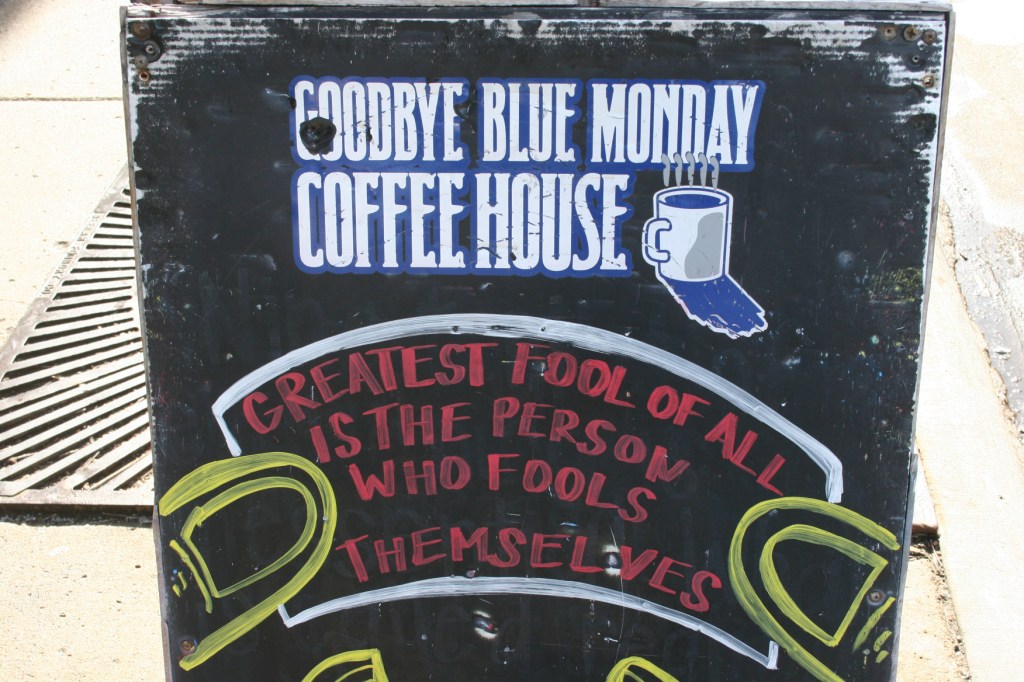 GOODBYE BLUE MONDAY
COFFEE HOUSE
GREATEST FOOL OF ALL
IS THE PERSON
WHO FOOLS
THEMSELVES